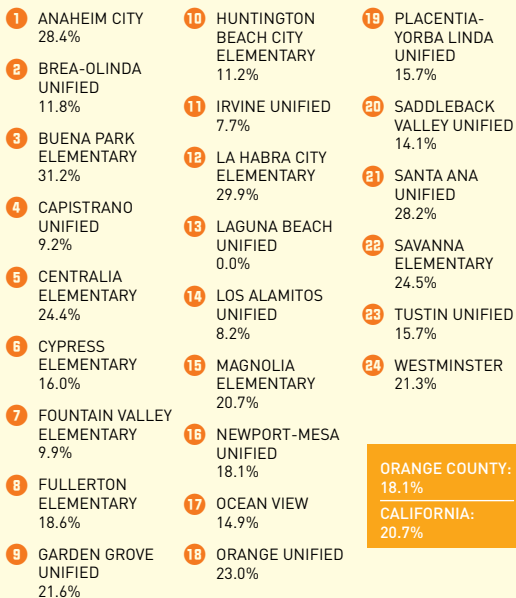 1 ANAHEIM CITY
28.4%
2 BREA-OLINDA
UNIFIED
11.8%
3 BUENA PARK
ELEMENTARY
31.2%
4 CAPISTRANO
UNIFIED
9.2%
5 CENTRALIA
ELEMENTARY
24.4%
6 CYPRESS
ELEMENTARY
16.0%
7 FOUNTAIN VALLEY
ELEMENTARY
9.9%
8 FULLERTON
ELEMENTARY
18.6%
9 GARDEN GROVE
UNIFIED
21.6%
10 HUNTINGTON
BEACH CITY
ELEMENTARY
11.2%
11 IRVINE UNIFIED
7.7%
12 LA HABRA CITY
ELEMENTARY
29.9%
13 LAGUNA BEACH
UNIFIED
0.0%
14 LOS ALAMITOS
UNIFIED
8.2%
15 MAGNOLIA
ELEMENTARY
20.7%
16 NEWPORT-MESA
UNIFIED
18.1%
17 OCEAN VIEW
14.9%
18 ORANGE UNIFIED
23.0%
19 PLACENTIA-
YORBA LINDA
UNIFIED
15.7%
20 SADDLEBACK
VALLEY UNIFIED
14.1%
21 SANTA ANA
UNIFIED
28.2%
22 SAVANNA
ELEMENTARY
24.5%
23 TUSTIN UNIFIED
15.7%
24 WESTMINSTER
21.3%
ORANGE COUNTY:
18.1%
CALIFORNIA:
20.7%